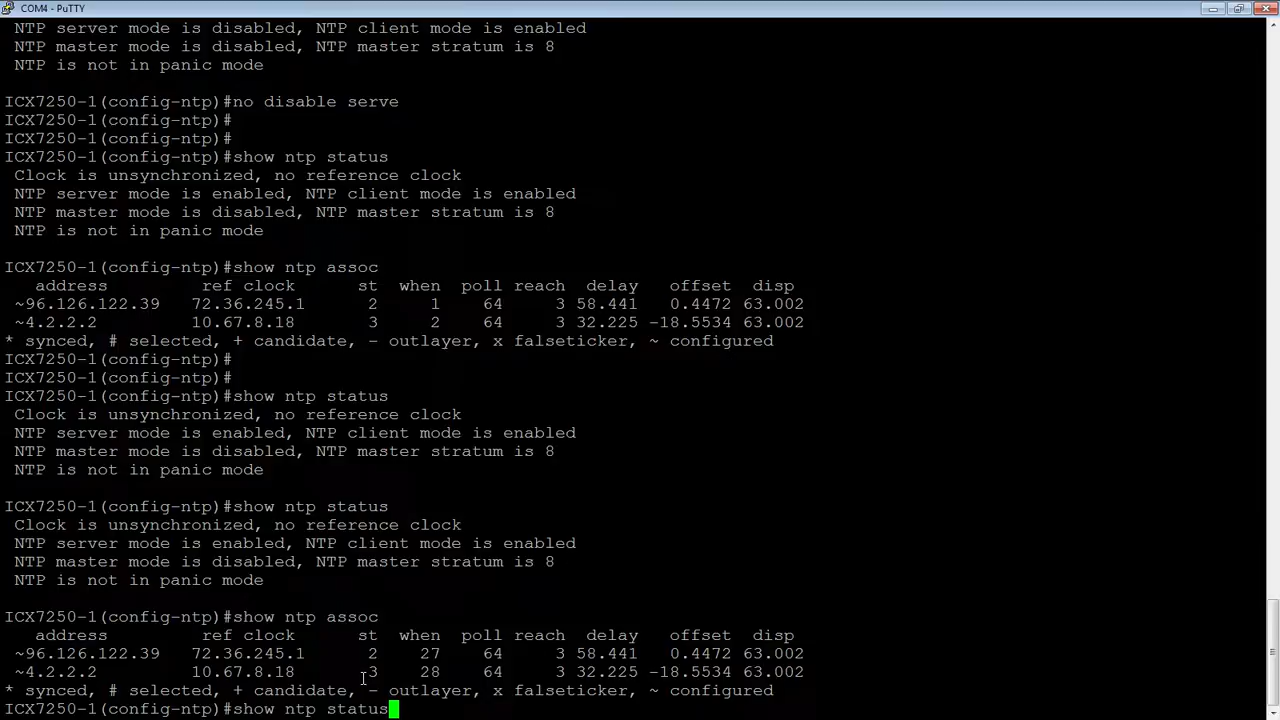 COM4 - PuTTY
NTP server mode is disabled, NTP client mode is enabled
NTP master mode is disabled, NTP master stratum is 8
NTP is not in panic mode
ICX7250-1(config-ntp)#no disable serve
ICX7250-1(config-ntp)#
ICX7250-1(config-ntp)#
ICX7250-1(config-ntp)#show ntp status
Clock is unsynchronized, no reference clock
NTP server mode is enabled, NTP client mode is enabled
NTP master mode is disabled, NTP master stratum is 8
NTP is not in panic mode
ICX7250-1(config-ntp)#show ntp assoc
address ref clock st when poll reach delay offset disp
~96.126.122.39 72.36.245.1 2 1 64 3 58.441 0.4472 63.002
~4.2.2.2 10.67.8.18 3 2 64 3 32.225 -18.5534 63.002
* synced, # selected, + candidate, - outlayer, x falseticker, ~ configured
ICX7250-1(config-ntp)#
ICX7250-1(config-ntp)#
ICX7250-1(config-ntp)#show ntp status
Clock is unsynchronized, no reference clock
NTP server mode is enabled, NTP client mode is enabled
NTP master mode is disabled, NTP master stratum is 8
NTP is not in panic mode
ICX7250-1(config-ntp)#show ntp status
Clock is unsynchronized, no reference clock
NTP server mode is enabled, NTP client mode is enabled
NTP master mode is disabled, NTP master stratum is 8
NTP is not in panic mode
ICX7250-1(config-ntp)#show ntp assoc
address ref clock st when poll reach delay offset disp
~96.126.122.39 72.36.245.1 2 27 64 3 58.441 0.4472 63.002
~4.2.2.2 10.67.8.18 3 28 64 3 32.225 -18.5534 63.002
* synced, # selected, + candidate, - outlayer, x falseticker, ~ configured
ICX7250-1(config-ntp)#show ntp status